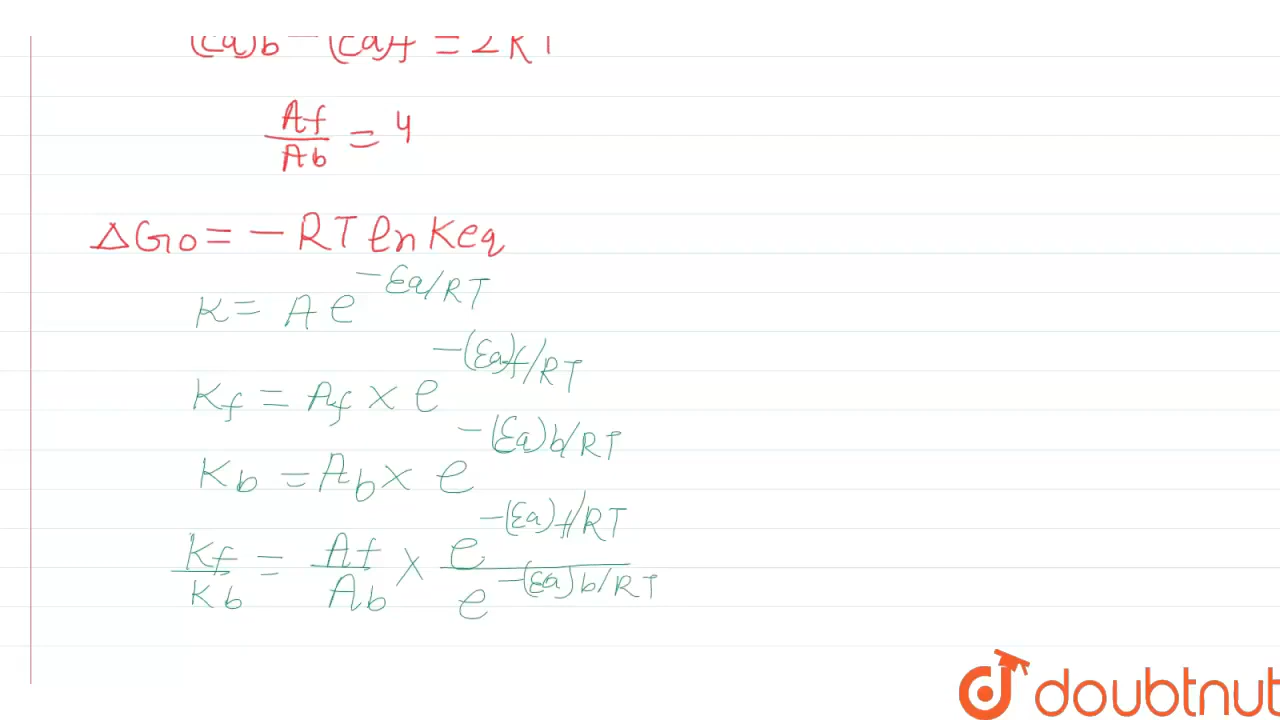 (Ea)b - (Ea)f = 2RT
Af/Ab = 4
ΔGo = - RT ln Keq
K = A e^-Ea/RT
Kf = Af × e^-(Ea)f/RT
Kb = Ab × e^-(Ea)b/RT
Kf/Kb = Af/Ab × e^-(Ea)f/RT / e^-(Ea)b/RT
doubtnut